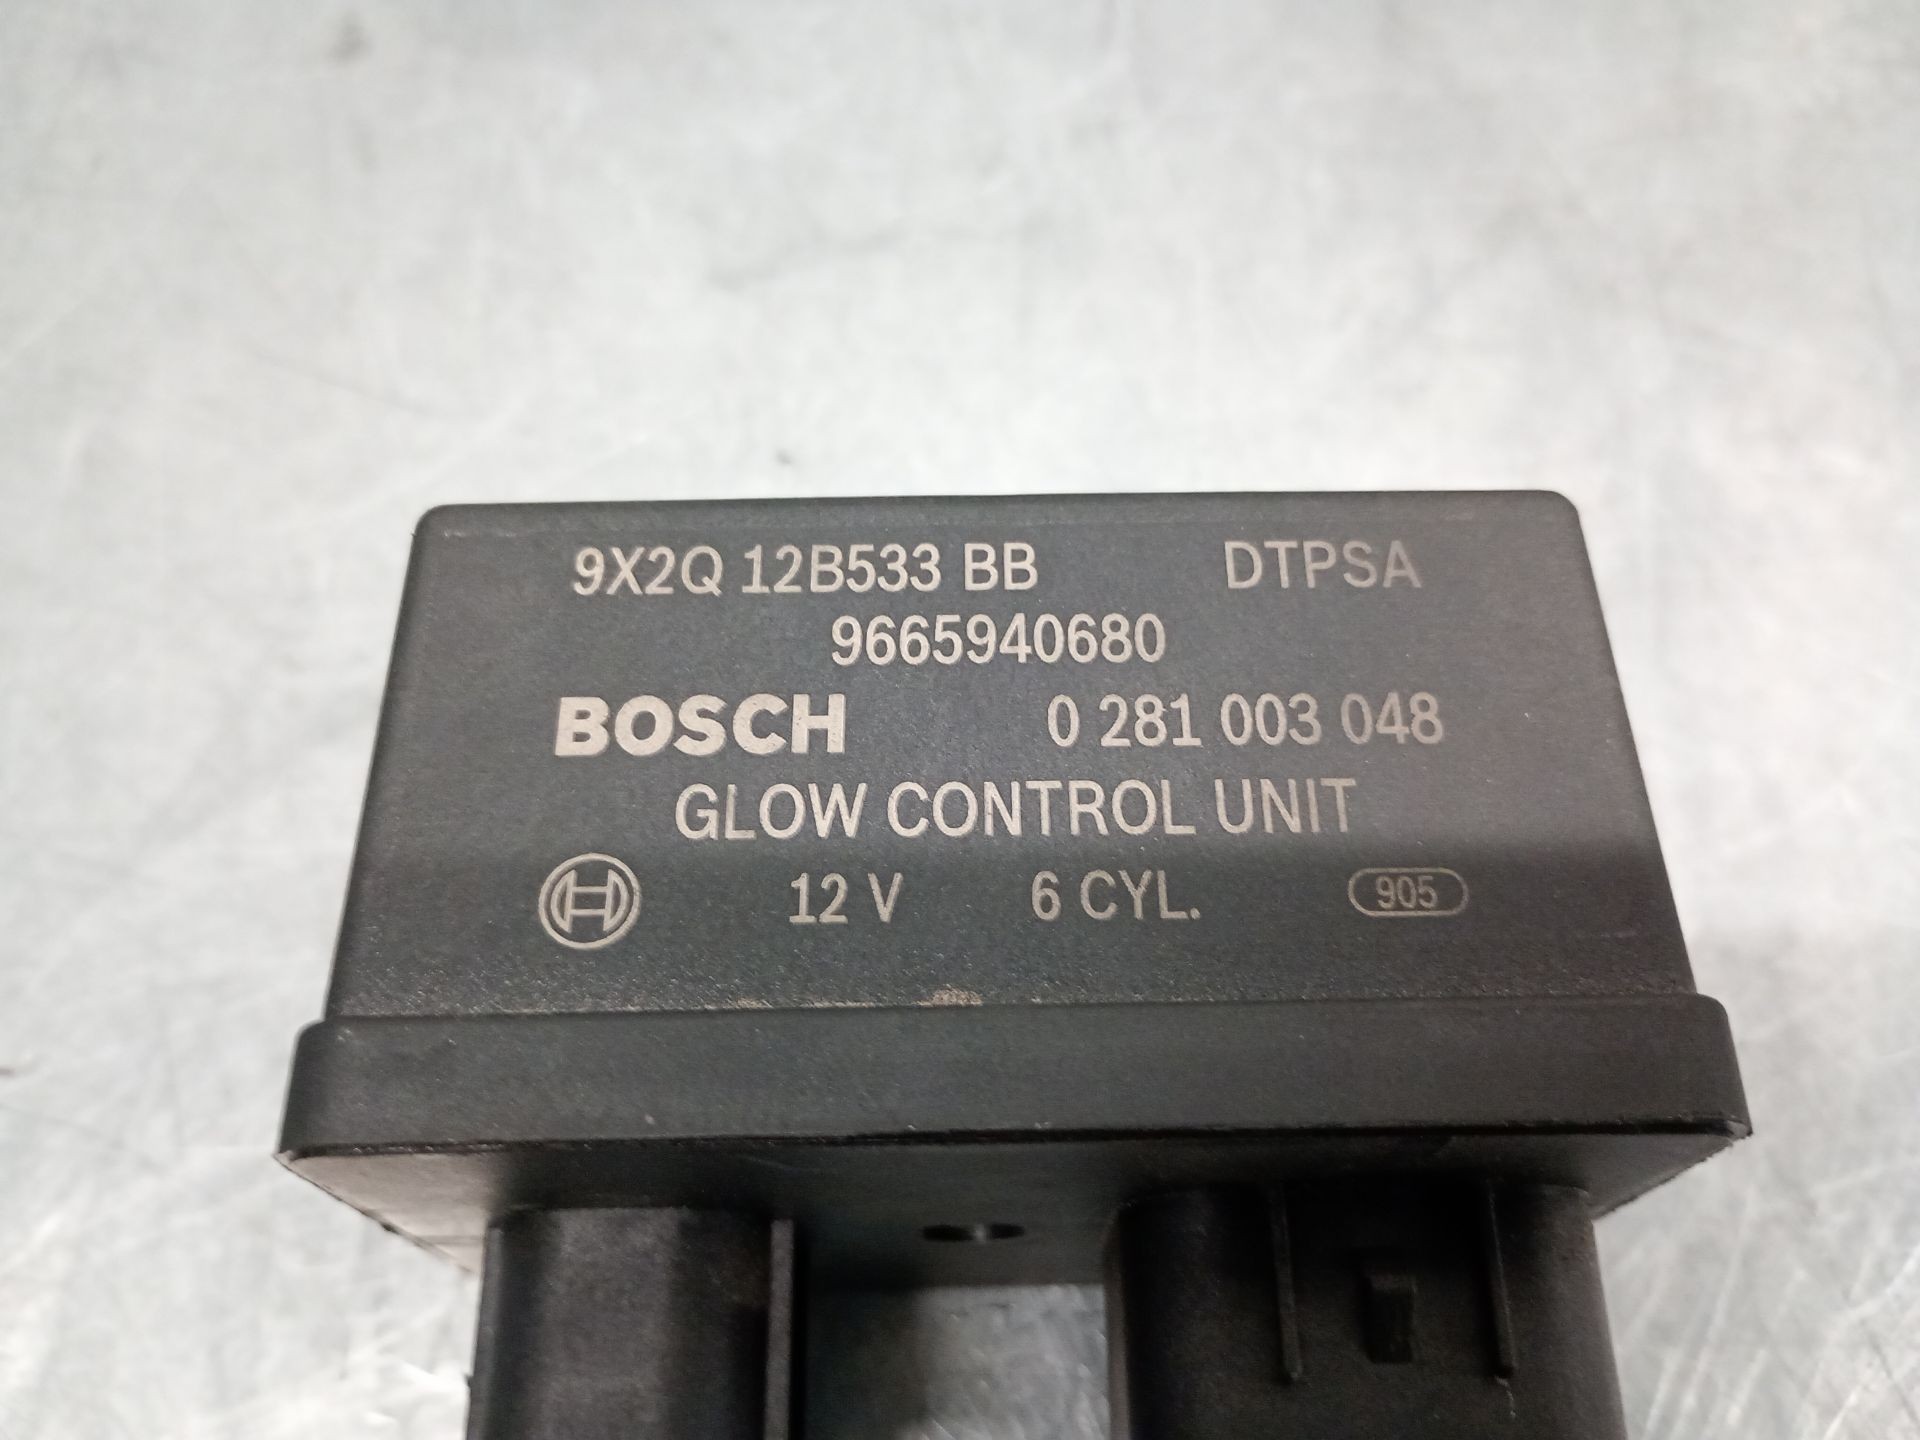 9X2Q 12B533 BB DTPSA
9665940680
BOSCH 0 281 003 048
GLOW CONTROL UNIT
12 V 6 CYL. 905